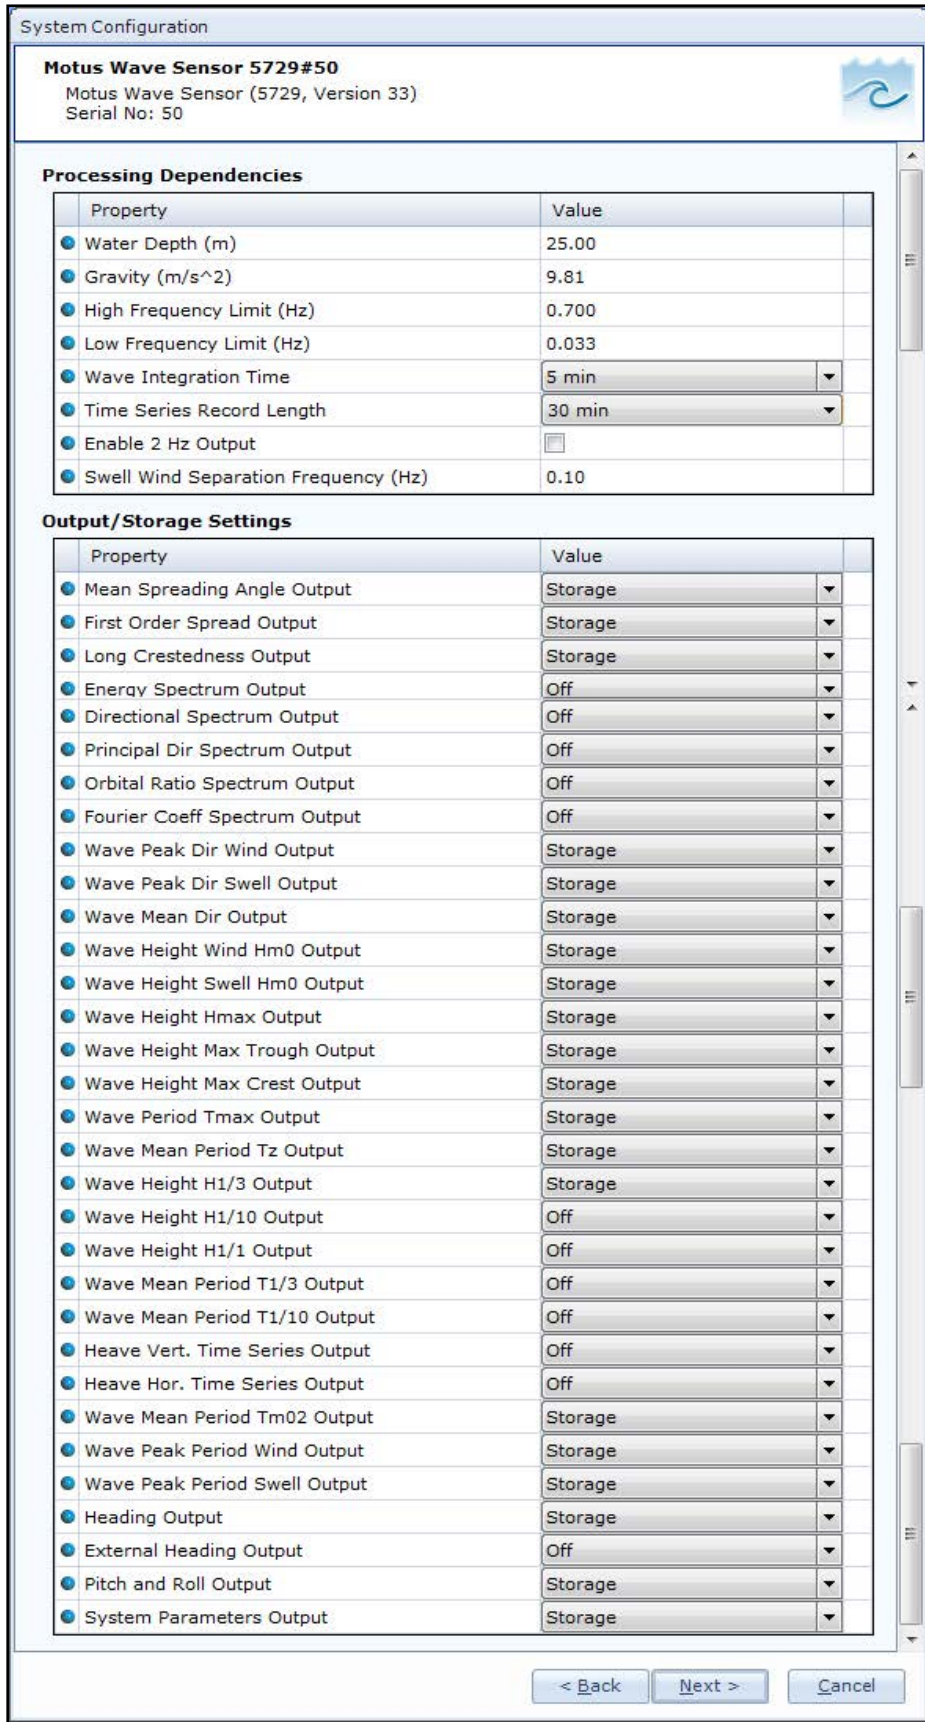 System Configuration
Motus Wave Sensor 5729#50
Motus Wave Sensor (5729, Version 33)
Serial No: 50
Processing Dependencies
Property Value
Water Depth (m) 25.00
Gravity (m/s^2) 9.81
High Frequency Limit (Hz) 0.700
Low Frequency Limit (Hz) 0.033
Wave Integration Time 5 min
Time Series Record Length 30 min
Enable 2 Hz Output
Swell Wind Separation Frequency (Hz) 0.10
Output/Storage Settings
Property Value
Mean Spreading Angle Output Storage
First Order Spread Output Storage
Long Crestedness Output Storage
Energy Spectrum Output Off
Directional Spectrum Output Off
Principal Dir Spectrum Output Off
Orbital Ratio Spectrum Output Off
Fourier Coeff Spectrum Output Off
Wave Peak Dir Wind Output Storage
Wave Peak Dir Swell Output Storage
Wave Mean Dir Output Storage
Wave Height Wind Hm0 Output Storage
Wave Height Swell Hm0 Output Storage
Wave Height Hmax Output Storage
Wave Height Max Trough Output Storage
Wave Height Max Crest Output Storage
Wave Period Tmax Output Storage
Wave Mean Period Tz Output Storage
Wave Height H1/3 Output Storage
Wave Height H1/10 Output Off
Wave Height H1/1 Output Off
Wave Mean Period T1/3 Output Off
Wave Mean Period T1/10 Output Off
Heave Vert. Time Series Output Off
Heave Hor. Time Series Output Off
Wave Mean Period Tm02 Output Storage
Wave Peak Period Wind Output Storage
Wave Peak Period Swell Output Storage
Heading Output Storage
External Heading Output Off
Pitch and Roll Output Storage
System Parameters Output Storage
< Back Next > Cancel